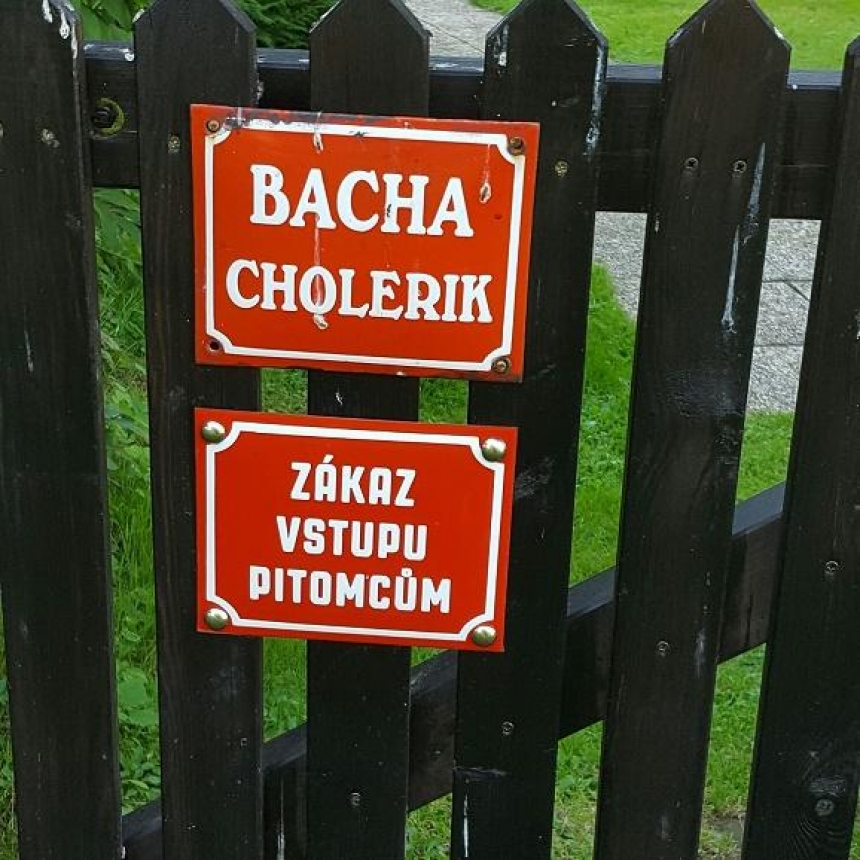 BACHA
CHOLERIK
ZÁKAZ
VSTUPU
PITOMCŮM